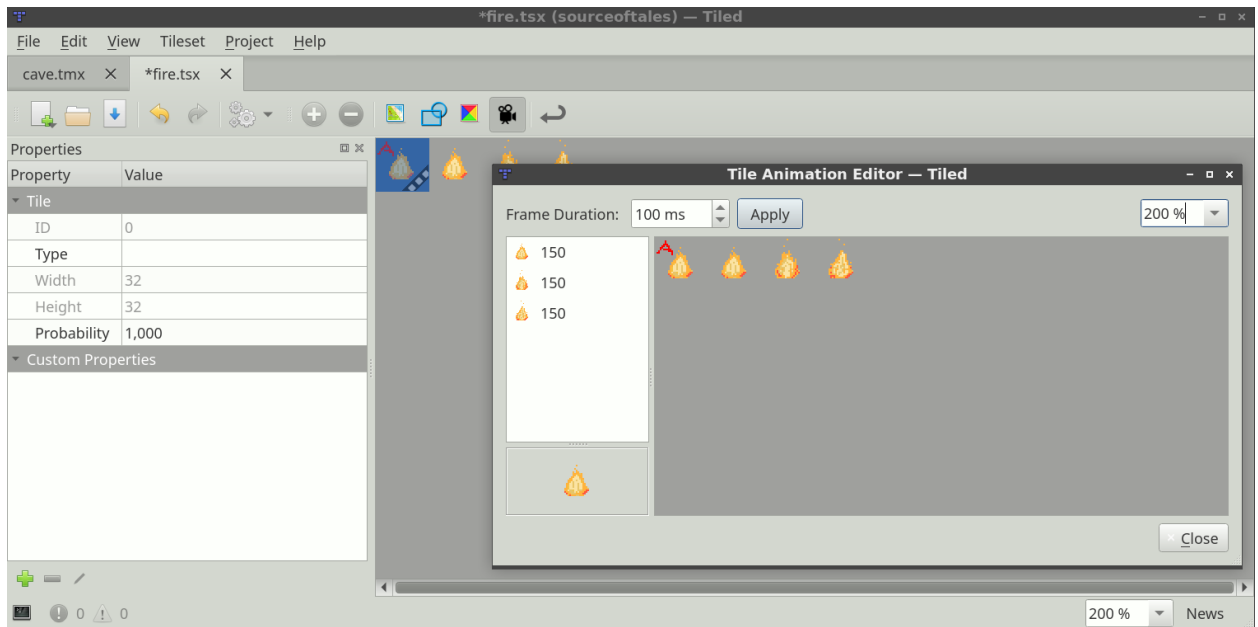 *fire.tsx (sourceoftales) — Tiled
File Edit View Tileset Project Help
cave.tmx *fire.tsx
Properties
Property Value
Tile
ID 0
Type
Width 32
Height 32
Probability 1,000
Custom Properties
Tile Animation Editor — Tiled
Frame Duration: 100 ms Apply 200 %
150
150
150
Close
0 0 200 % News